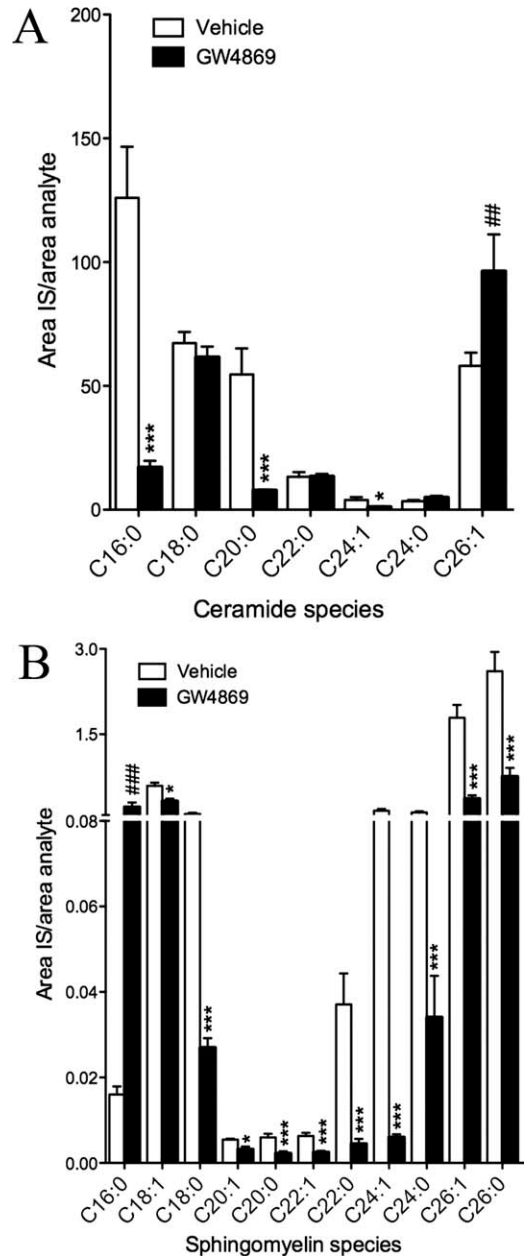 A
Vehicle
GW4869
200
150
100
50
0
Area IS/area analyte
***
***
*
##
C16:0 C18:0 C20:0 C22:0 C24:1 C24:0 C26:1
Ceramide species
B
Vehicle
GW4869
3.0
1.5
0.08
0.06
0.04
0.02
0.00
Area IS/area analyte
###
*
***
*
***
***
***
***
***
***
***
C16:0 C18:1 C18:0 C20:1 C20:0 C22:1 C22:0 C24:1 C24:0 C26:1 C26:0
Sphingomyelin species